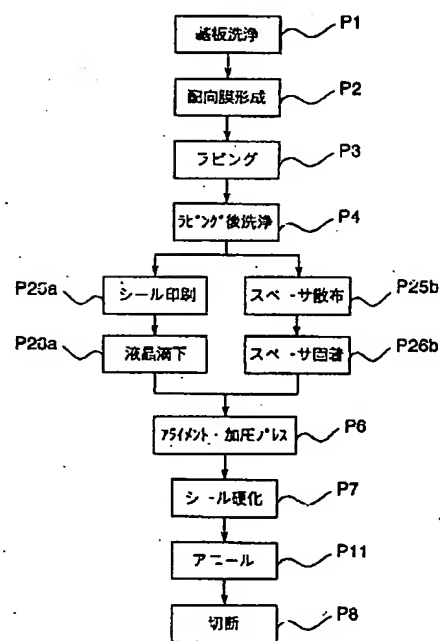 基板洗浄 P1
配向膜形成 P2
ラビング P3
ﾗﾋﾞﾝｸﾞ後洗浄 P4
P25a シール印刷 スペーサ散布 P25b
P26a 液晶滴下 スペーサ固着 P26b
ｱﾗｲﾒﾝﾄ・加圧プレス P6
シール硬化 P7
アニール P11
切断 P8